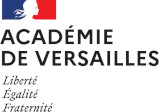 ACADÉMIE
DE VERSAILLES
Liberté
Égalité
Fraternité